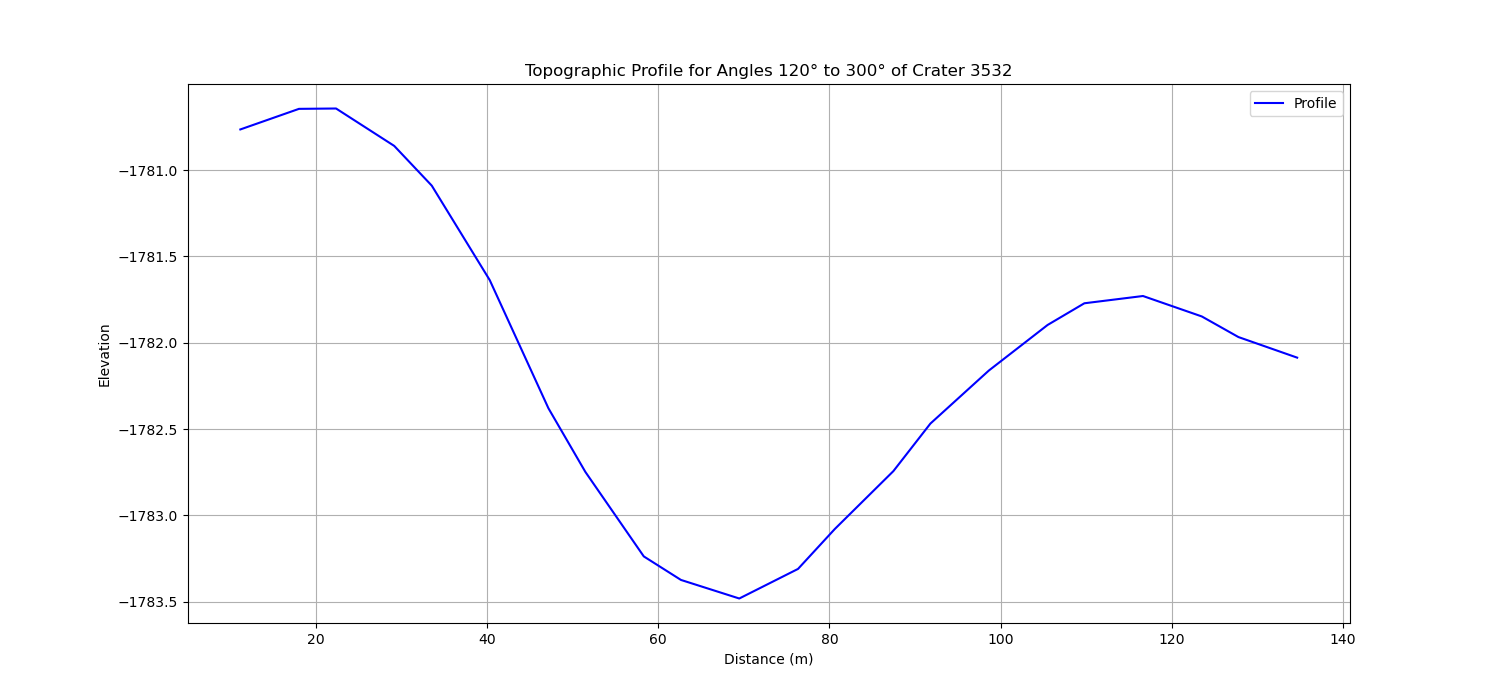 Topographic Profile for Angles 120° to 300° of Crater 3532
Profile
−1781.0
−1781.5
−1782.0
−1782.5
−1783.0
−1783.5
Elevation
20 40 60 80 100 120 140
Distance (m)